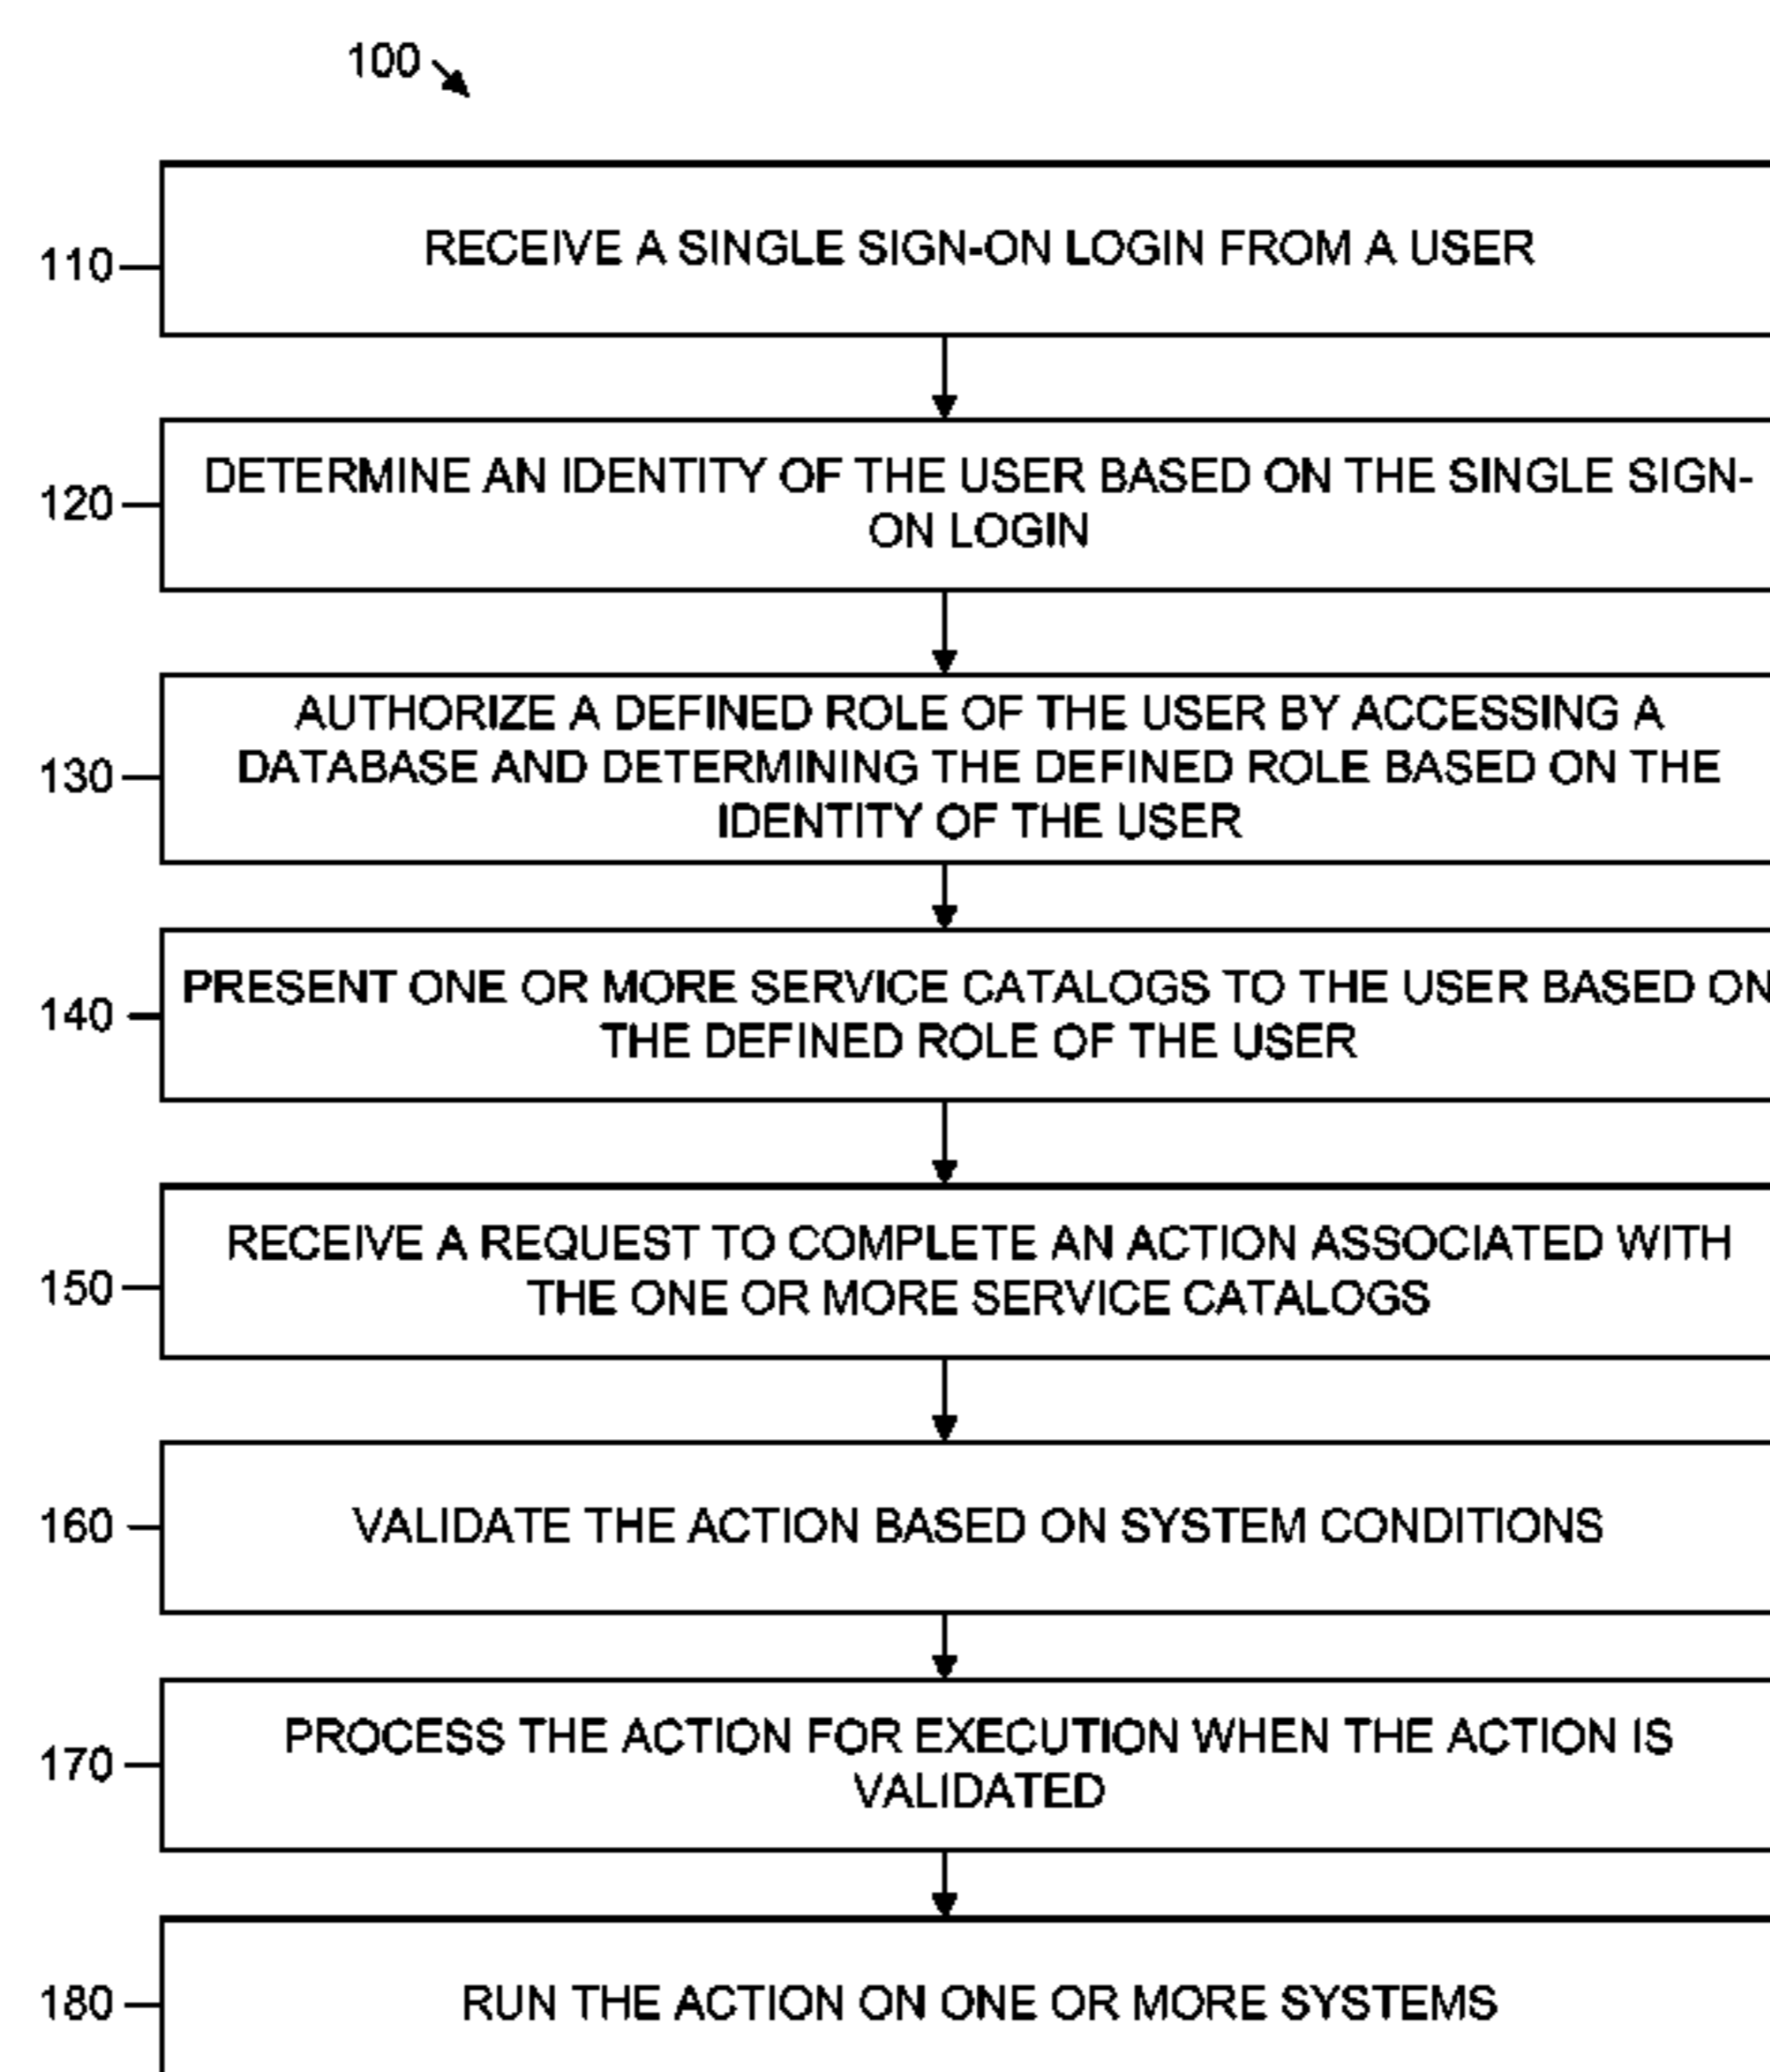 100
110
RECEIVE A SINGLE SIGN-ON LOGIN FROM A USER
120
DETERMINE AN IDENTITY OF THE USER BASED ON THE SINGLE SIGN-
ON LOGIN
130
AUTHORIZE A DEFINED ROLE OF THE USER BY ACCESSING A
DATABASE AND DETERMINING THE DEFINED ROLE BASED ON THE
IDENTITY OF THE USER
140
PRESENT ONE OR MORE SERVICE CATALOGS TO THE USER BASED ON
THE DEFINED ROLE OF THE USER
150
RECEIVE A REQUEST TO COMPLETE AN ACTION ASSOCIATED WITH
THE ONE OR MORE SERVICE CATALOGS
160
VALIDATE THE ACTION BASED ON SYSTEM CONDITIONS
170
PROCESS THE ACTION FOR EXECUTION WHEN THE ACTION IS
VALIDATED
180
RUN THE ACTION ON ONE OR MORE SYSTEMS